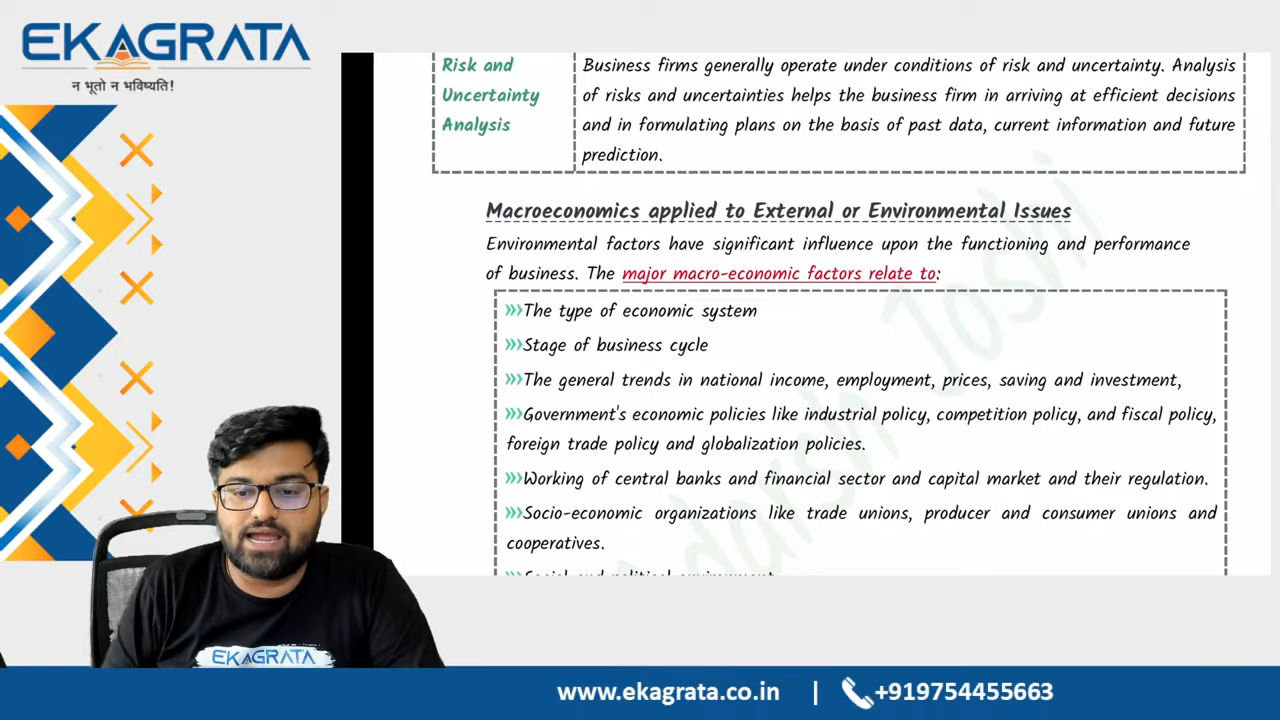 EKAGRATA
न भूतो न भविष्यति!
Risk and
Uncertainty
Analysis
Business firms generally operate under conditions of risk and uncertainty. Analysis
of risks and uncertainties helps the business firm in arriving at efficient decisions
and in formulating plans on the basis of past data, current information and future
prediction.
Macroeconomics applied to External or Environmental Issues
Environmental factors have significant influence upon the functioning and performance
of business. The major macro-economic factors relate to:
The type of economic system
Stage of business cycle
The general trends in national income, employment, prices, saving and investment,
Government's economic policies like industrial policy, competition policy, and fiscal policy,
foreign trade policy and globalization policies.
Working of central banks and financial sector and capital market and their regulation.
Socio-economic organizations like trade unions, producer and consumer unions and
cooperatives.
Social and political environment
Adarsh Joshi
EKAGRATA
www.ekagrata.co.in | +919754455663